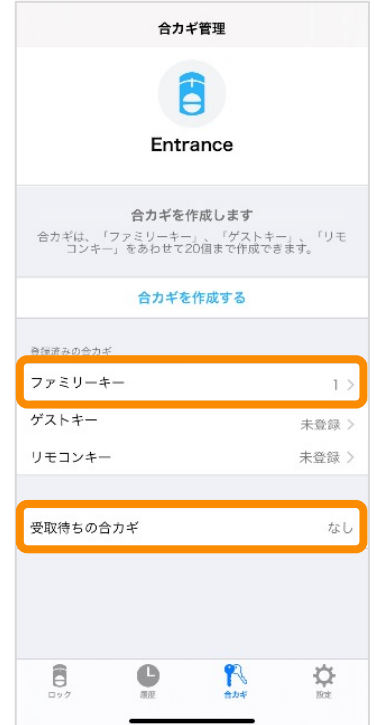 合カギ管理
Entrance
合カギを作成します
合カギは、「ファミリーキー」、「ゲストキー」、「リモ
コンキー」をあわせて20個まで作成できます。
合カギを作成する
登録済みの合カギ
ファミリーキー 1 >
ゲストキー 未登録 >
リモコンキー 未登録 >
受取待ちの合カギ なし
ロック 履歴 合カギ 設定